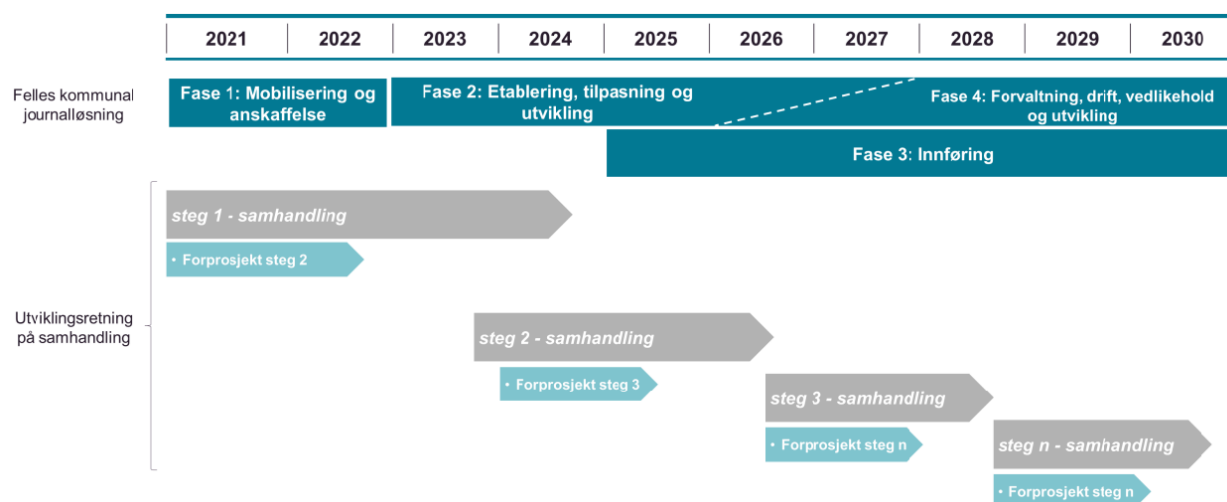 2021 2022 2023 2024 2025 2026 2027 2028 2029 2030
Felles kommunal
journalløsning
Fase 1: Mobilisering og
anskaffelse
Fase 2: Etablering, tilpasning og
utvikling
Fase 4: Forvaltning, drift, vedlikehold
og utvikling
Fase 3: Innføring
Utviklingsretning
på samhandling
steg 1 - samhandling
• Forprosjekt steg 2
steg 2 - samhandling
• Forprosjekt steg 3
steg 3 - samhandling
• Forprosjekt steg n
steg n - samhandling
• Forprosjekt steg n